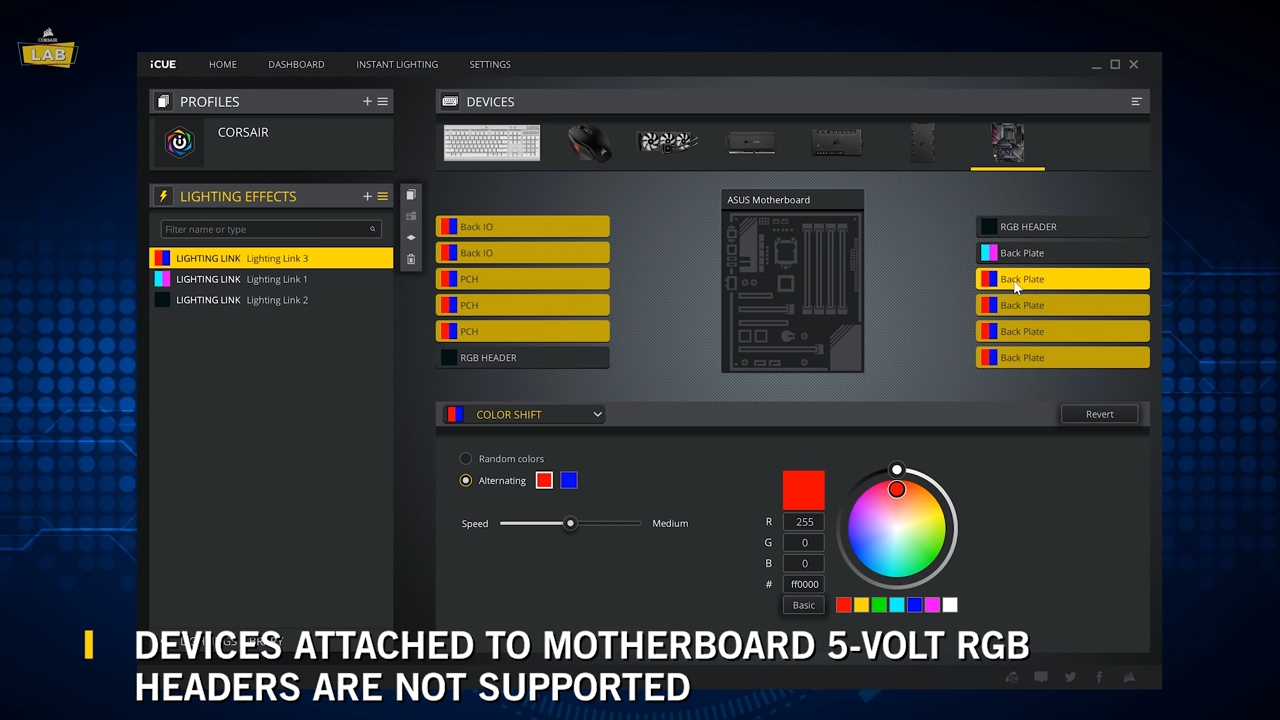 CORSAIR
LAB
iCUE
HOME
DASHBOARD
INSTANT LIGHTING
SETTINGS
PROFILES
CORSAIR
LIGHTING EFFECTS
Filter name or type
LIGHTING LINK Lighting Link 3
LIGHTING LINK Lighting Link 1
LIGHTING LINK Lighting Link 2
DEVICES
Back IO
Back IO
PCH
PCH
PCH
RGB HEADER
ASUS Motherboard
RGB HEADER
Back Plate
Back Plate
Back Plate
Back Plate
Back Plate
COLOR SHIFT
Revert
Random colors
Alternating
Speed
Medium
R 255
G 0
B 0
# ff0000
Basic
DEVICES ATTACHED TO MOTHERBOARD 5-VOLT RGB
HEADERS ARE NOT SUPPORTED